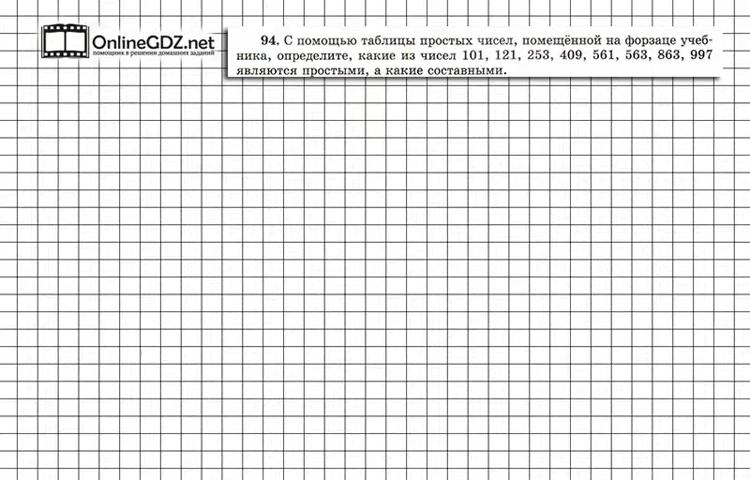 OnlineGDZ.net
помощник в решении домашних заданий
94. С помощью таблицы простых чисел, помещённой на форзаце учеб-
ника, определите, какие из чисел 101, 121, 253, 409, 561, 563, 863, 997
являются простыми, а какие составными.